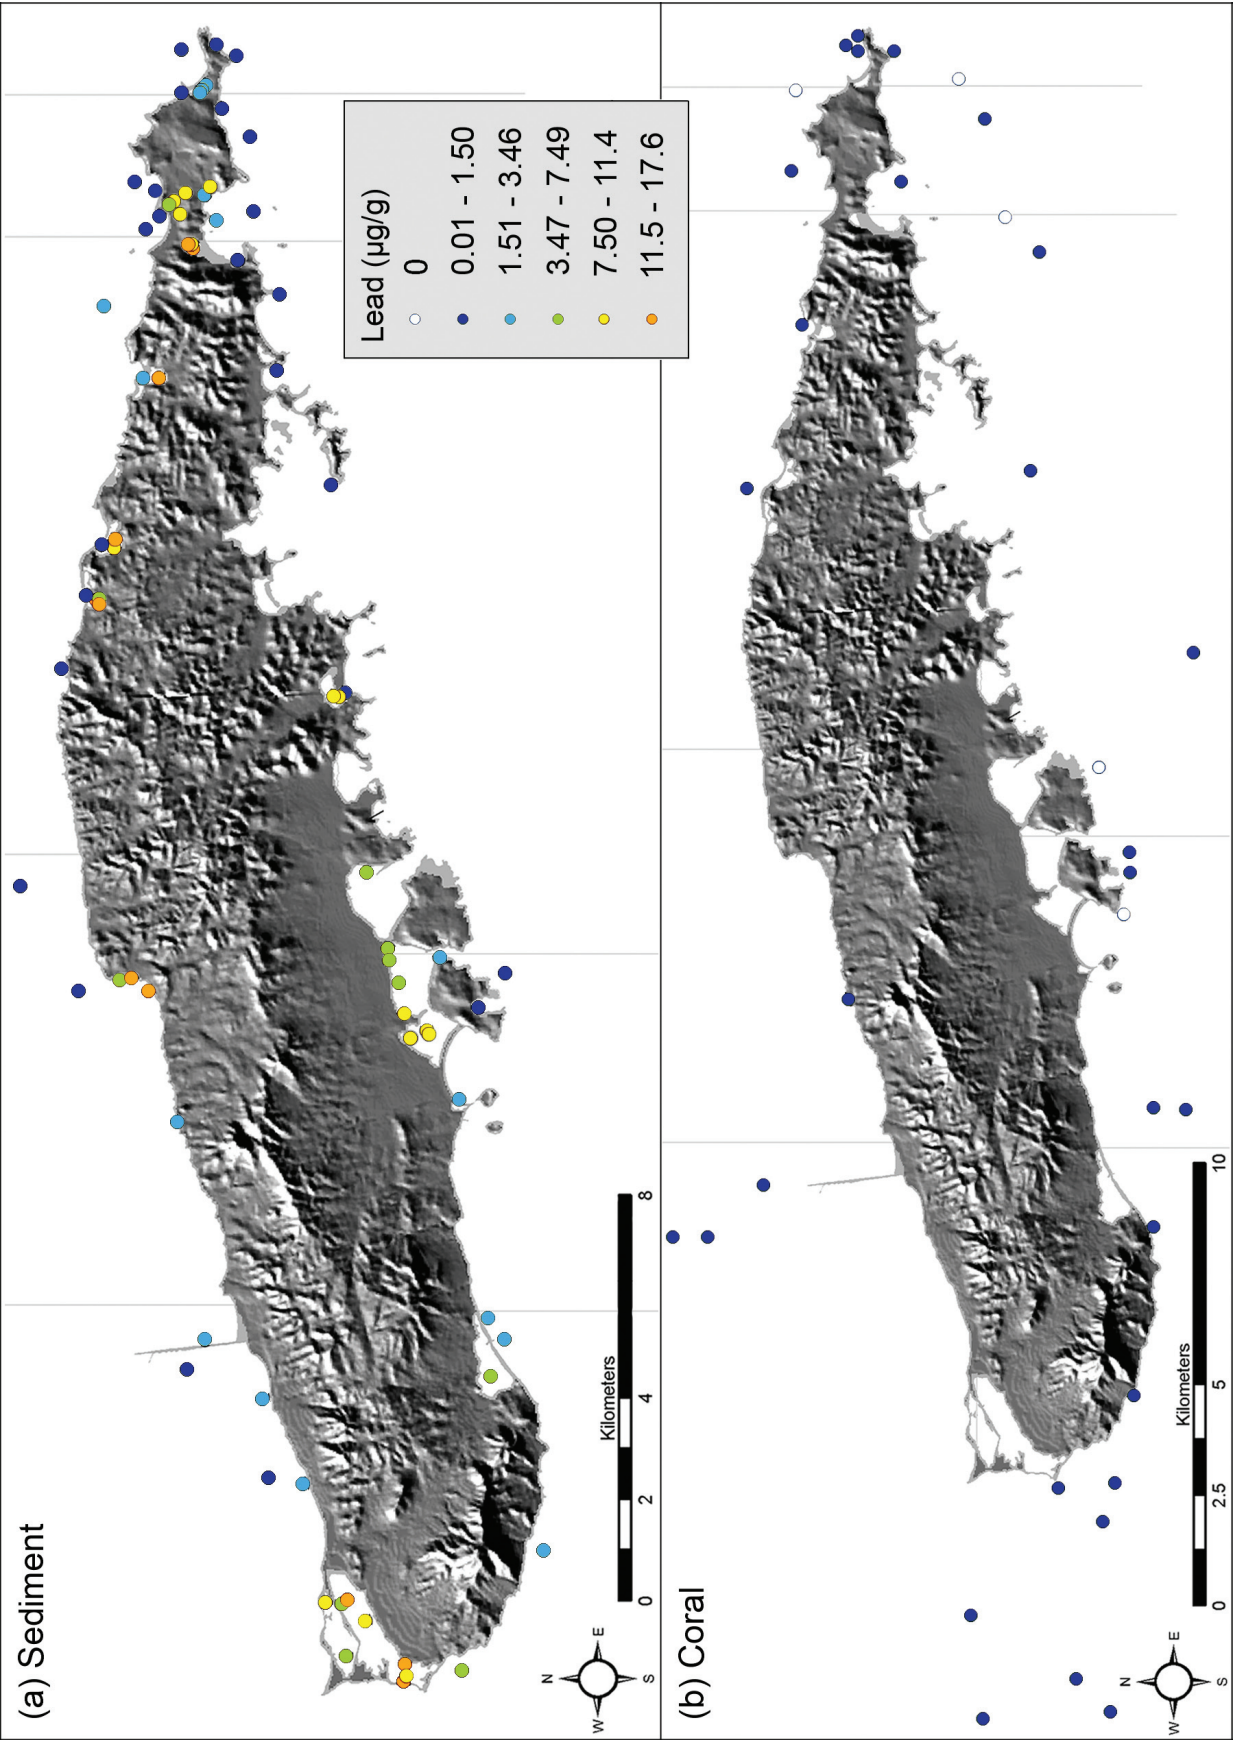 (a) Sediment
Lead (µg/g)
0
0.01 - 1.50
1.51 - 3.46
3.47 - 7.49
7.50 - 11.4
11.5 - 17.6
N
W
E
S
Kilometers
0 2 4 8
(b) Coral
N
W
E
S
Kilometers
0 2.5 5 10